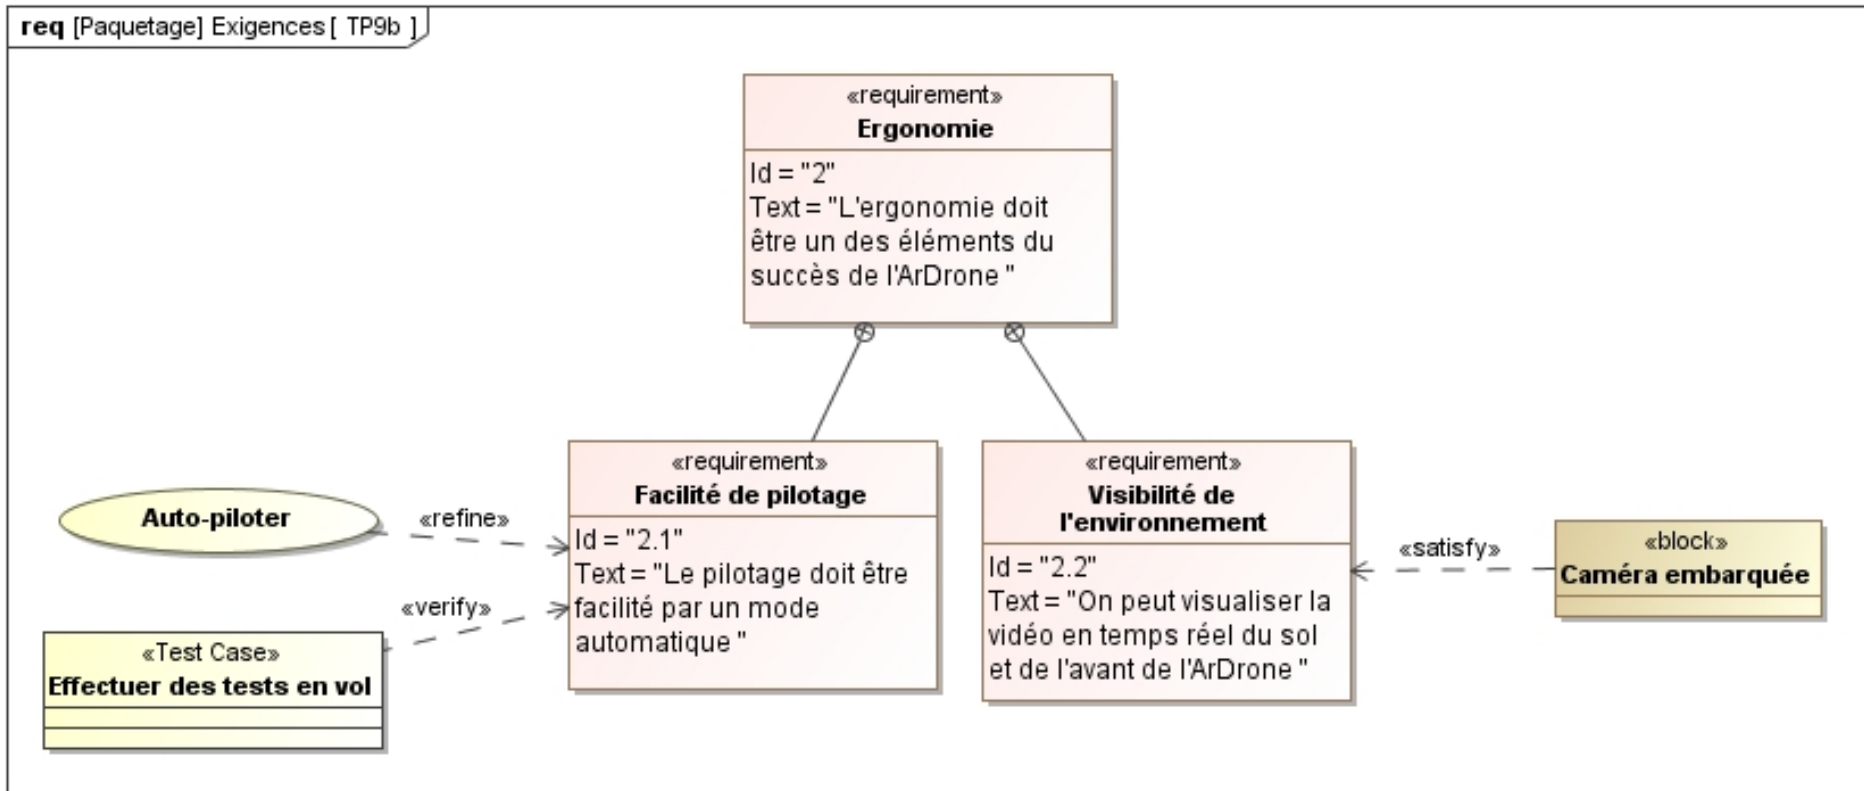 req [Paquetage] Exigences [ TP9b ]
«requirement»
Ergonomie
Id = "2"
Text = "L'ergonomie doit
être un des éléments du
succès de l'ArDrone "
«requirement»
Facilité de pilotage
Id = "2.1"
Text = "Le pilotage doit être
facilité par un mode
automatique "
«requirement»
Visibilité de
l'environnement
Id = "2.2"
Text = "On peut visualiser la
vidéo en temps réel du sol
et de l'avant de l'ArDrone "
Auto-piloter
«refine»
«verify»
«Test Case»
Effectuer des tests en vol
«satisfy»
«block»
Caméra embarquée